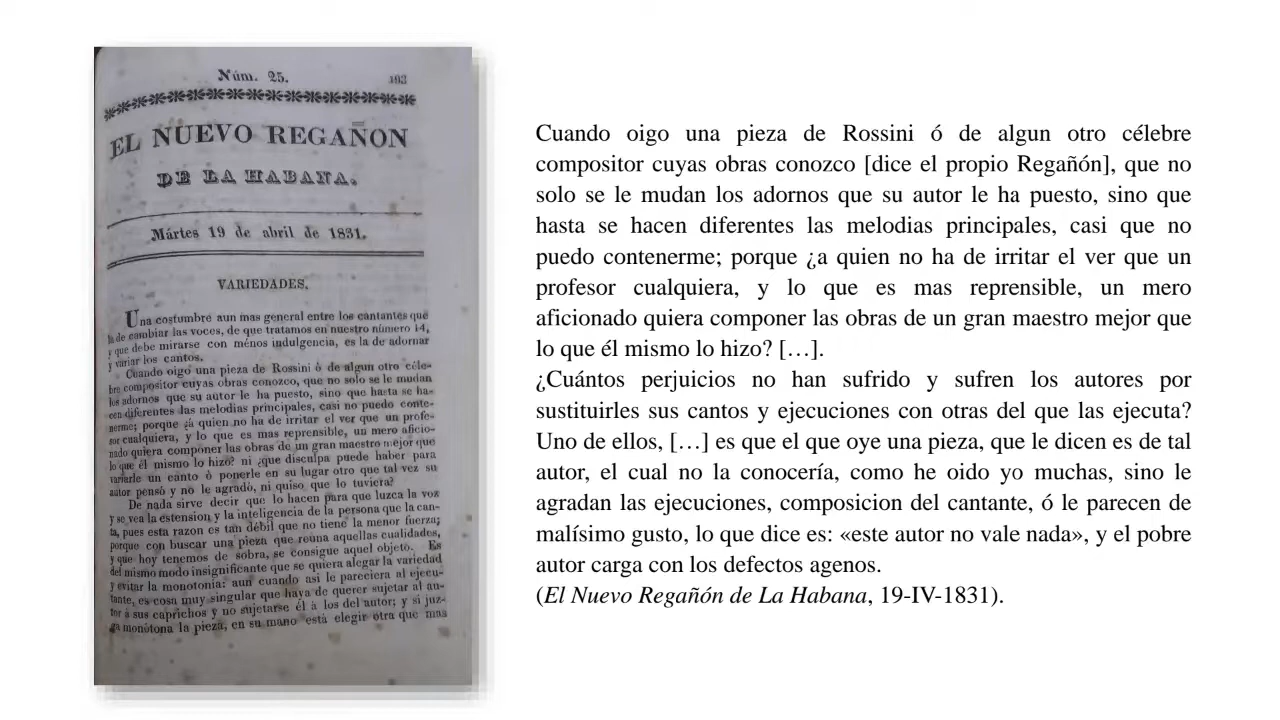 Núm. 25. 193
EL NUEVO REGAÑON
DE LA HABANA.
Mártes 19 de abril de 1831.
VARIEDADES.
Una costumbre aun mas general entre los cantantes que
la de cambiar las voces, de que tratamos en nuestro número 14,
y que debe mirarse con ménos indulgencia, es la de adornar
y variar los cantos.
Cuando oigo una pieza de Rossini ó de algun otro céle-
bre compositor cuyas obras conozco, que no solo se le mudan
los adornos que su autor le ha puesto, sino que hasta se ha-
cen diferentes las melodias principales, casi no puedo conte-
nerme; porque ¿á quien no ha de irritar el ver que un profe-
sor cualquiera, y lo que es mas reprensible, un mero aficio-
nado quiera componer las obras de un gran maestro mejor que
lo que él mismo lo hizo? ni ¿que disculpa puede haber para
variarle un canto ó ponerle en su lugar otro que tal vez su
autor pensó y no le agradó, ni quiso que lo tuviera?
De nada sirve decir que lo hacen para que luzca la voz
y se vea la estension y la inteligencia de la persona que la can-
ta, pues esta razon es tan débil que no tiene la menor fuerza;
porque con buscar una pieza que reuna aquellas cualidades,
y que hoy tenemos de sobra, se consigue aquel objeto. Es
del mismo modo insignificante que se quiera alegar la variedad
y evitar la monotonía: aun cuando asi le pareciera al ejecu-
tante, es cosa muy singular que haya de querer sujetar al au-
tor á sus caprichos y no sujetarse él á los del autor; y si juz-
ga monótona la pieza, en su mano está elegir otra que mas
Cuando oigo una pieza de Rossini ó de algun otro célebre
compositor cuyas obras conozco [dice el propio Regañón], que no
solo se le mudan los adornos que su autor le ha puesto, sino que
hasta se hacen diferentes las melodias principales, casi que no
puedo contenerme; porque ¿a quien no ha de irritar el ver que un
profesor cualquiera, y lo que es mas reprensible, un mero
aficionado quiera componer las obras de un gran maestro mejor que
lo que él mismo lo hizo? […].
¿Cuántos perjuicios no han sufrido y sufren los autores por
sustituirles sus cantos y ejecuciones con otras del que las ejecuta?
Uno de ellos, […] es que el que oye una pieza, que le dicen es de tal
autor, el cual no la conocería, como he oido yo muchas, sino le
agradan las ejecuciones, composicion del cantante, ó le parecen de
malísimo gusto, lo que dice es: «este autor no vale nada», y el pobre
autor carga con los defectos agenos.
(El Nuevo Regañón de La Habana, 19-IV-1831).